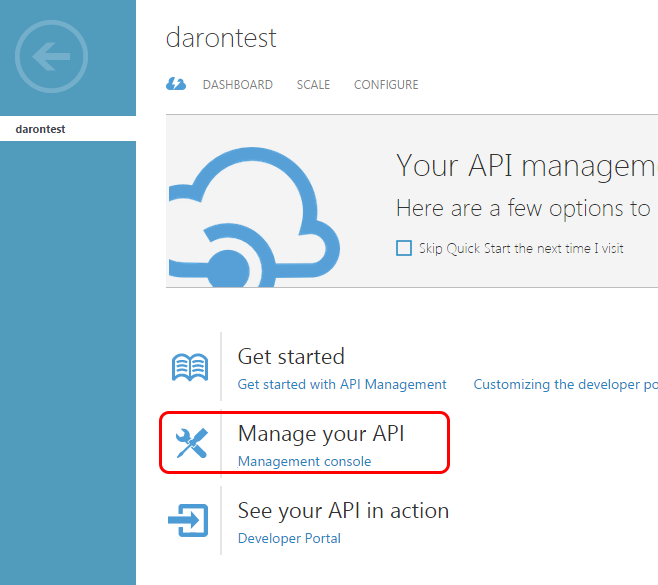 darontest
DASHBOARD SCALE CONFIGURE
darontest
Your API managem
Here are a few options to
Skip Quick Start the next time I visit
Get started
Get started with API Management Customizing the developer po
Manage your API
Management console
See your API in action
Developer Portal